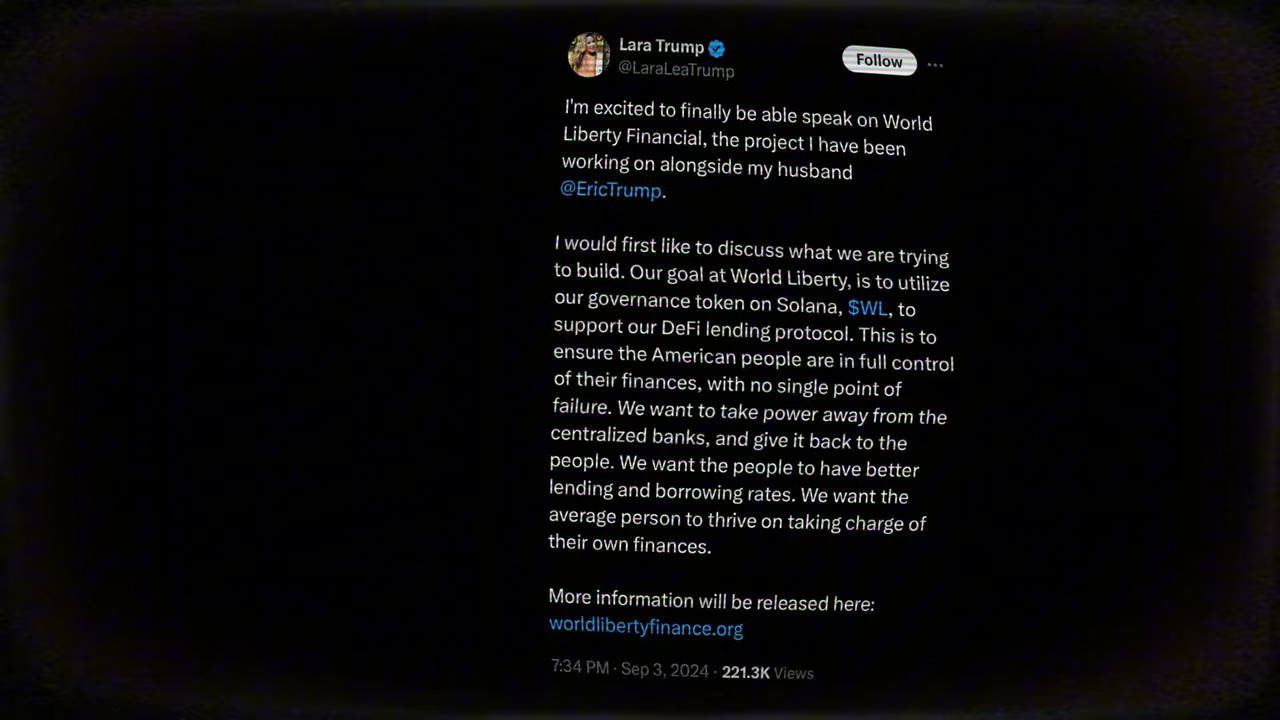 Lara Trump
@LaraLeaTrump
Follow
I'm excited to finally be able speak on World
Liberty Financial, the project I have been
working on alongside my husband
@EricTrump.
I would first like to discuss what we are trying
to build. Our goal at World Liberty, is to utilize
our governance token on Solana, $WL, to
support our DeFi lending protocol. This is to
ensure the American people are in full control
of their finances, with no single point of
failure. We want to take power away from the
centralized banks, and give it back to the
people. We want the people to have better
lending and borrowing rates. We want the
average person to thrive on taking charge of
their own finances.
More information will be released here:
worldlibertyfinance.org
7:34 PM · Sep 3, 2024 · 221.3K Views